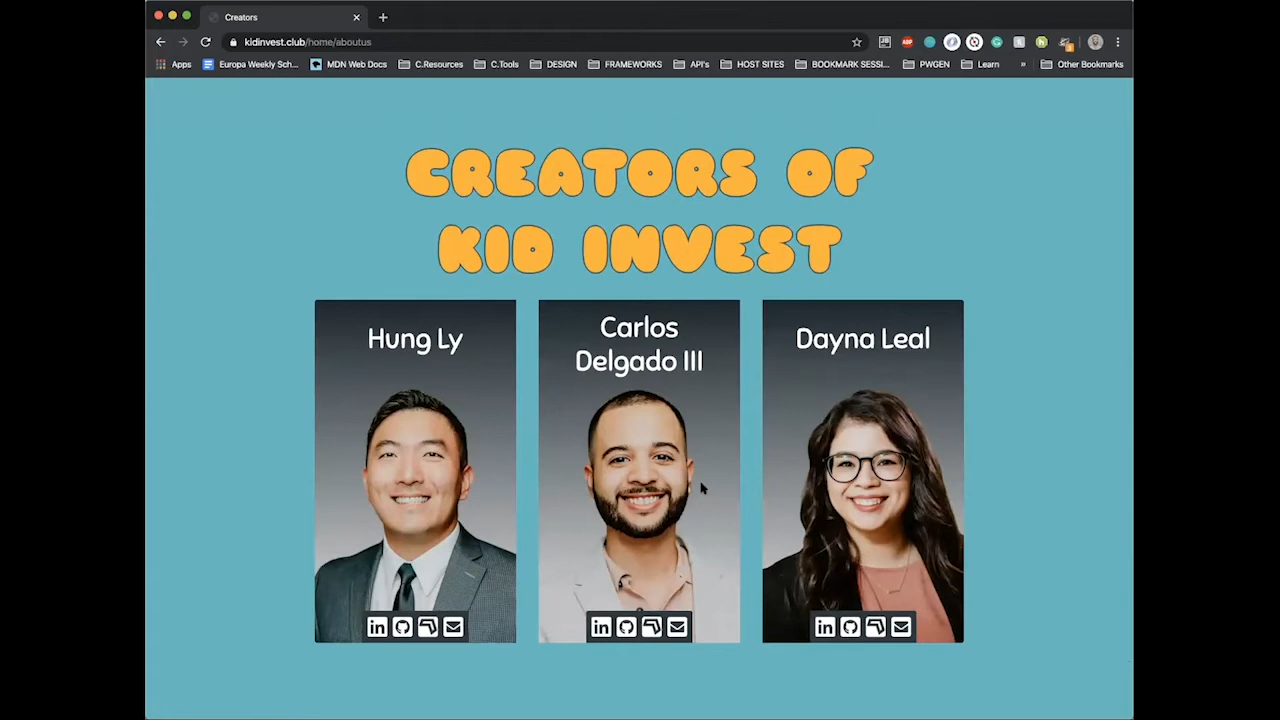 Creators
kidinvest.club/home/aboutus
Apps Europa Weekly Sch... MDN Web Docs C.Resources C.Tools DESIGN FRAMEWORKS API's HOST SITES BOOKMARK SESSI... PWGEN Learn » Other Bookmarks
CREATORS OF
KID INVEST
Hung Ly
Carlos
Delgado III
Dayna Leal